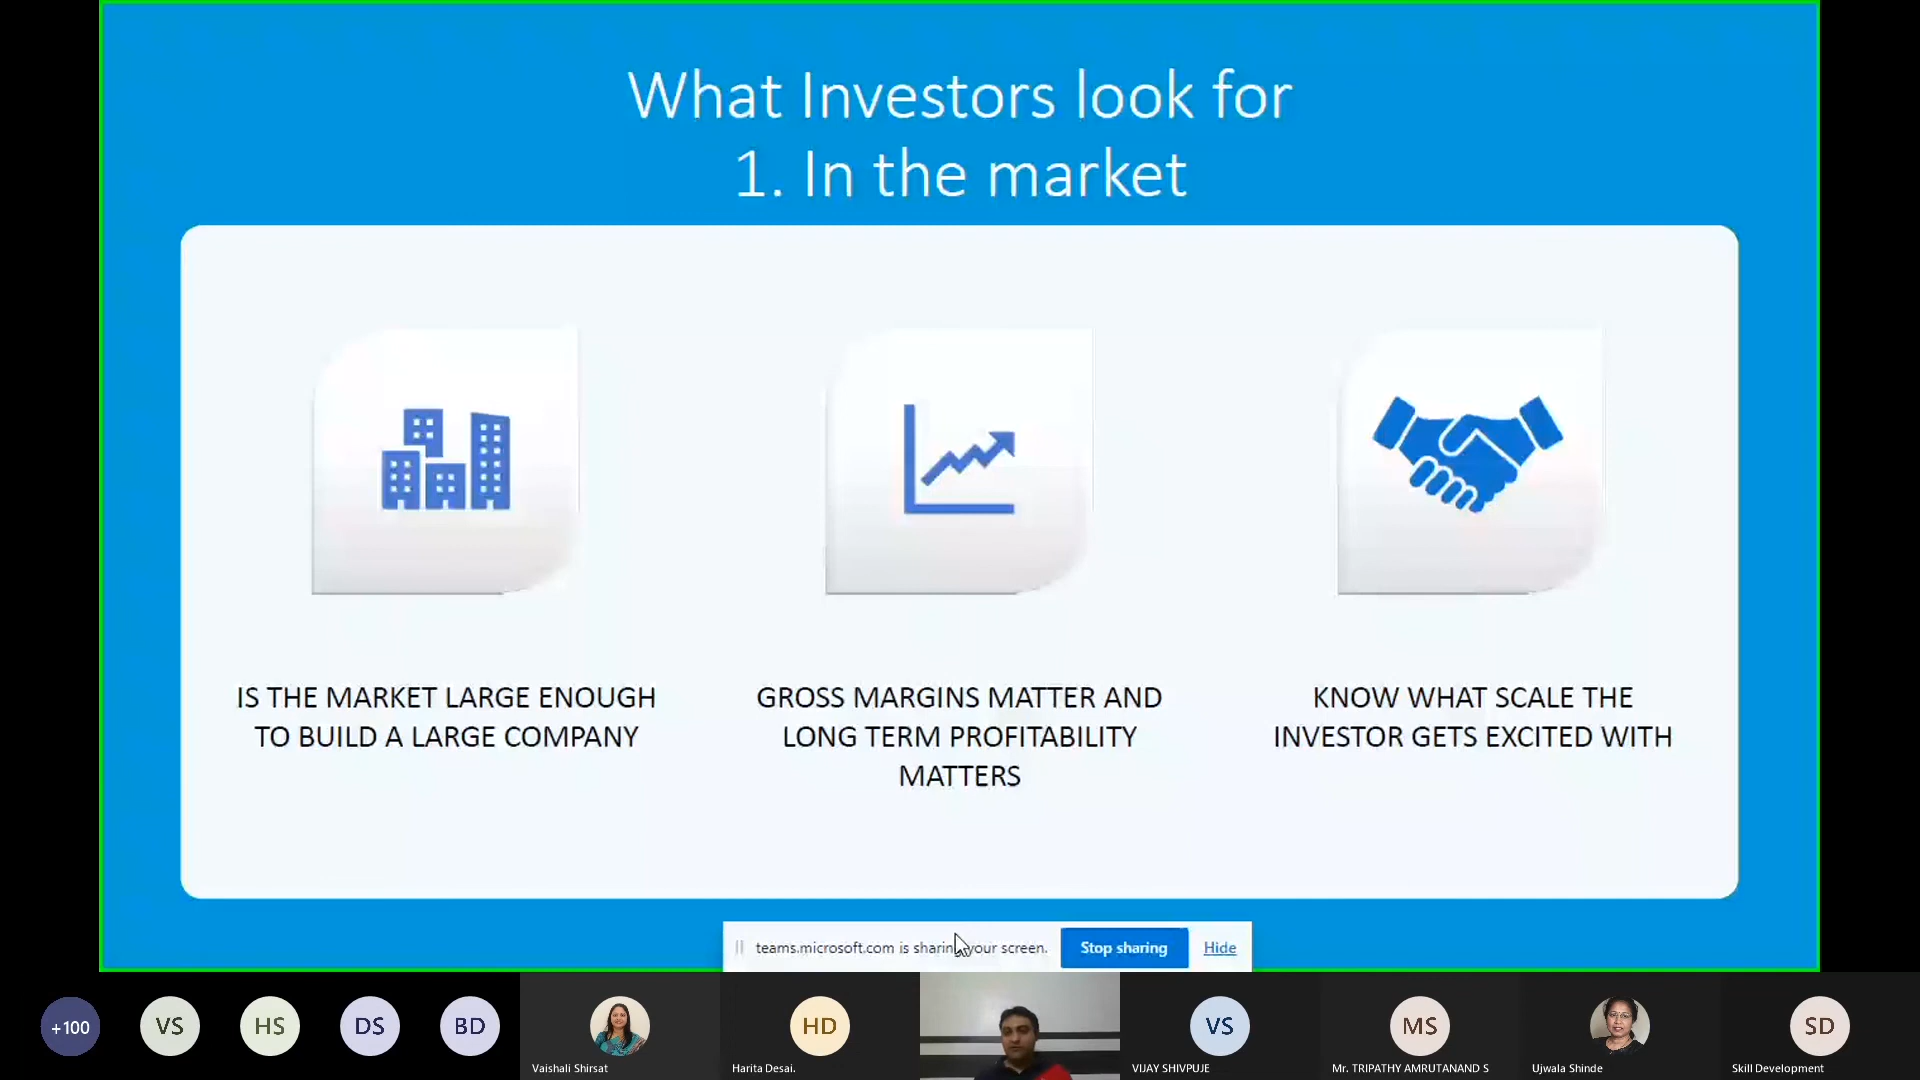 What Investors look for
1. In the market
IS THE MARKET LARGE ENOUGH
TO BUILD A LARGE COMPANY
GROSS MARGINS MATTER AND
LONG TERM PROFITABILITY
MATTERS
KNOW WHAT SCALE THE
INVESTOR GETS EXCITED WITH
teams.microsoft.com is sharing your screen.
Stop sharing
Hide
+100
VS
HS
DS
BD
Vaishali Shirsat
HD
Harita Desai.
VS
VIJAY SHIVPUJE
MS
Mr. TRIPATHY AMRUTANAND S
Ujwala Shinde
SD
Skill Development